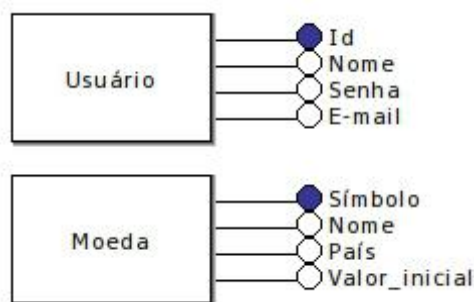 Usuário
Id
Nome
Senha
E-mail
Moeda
Símbolo
Nome
País
Valor_inicial